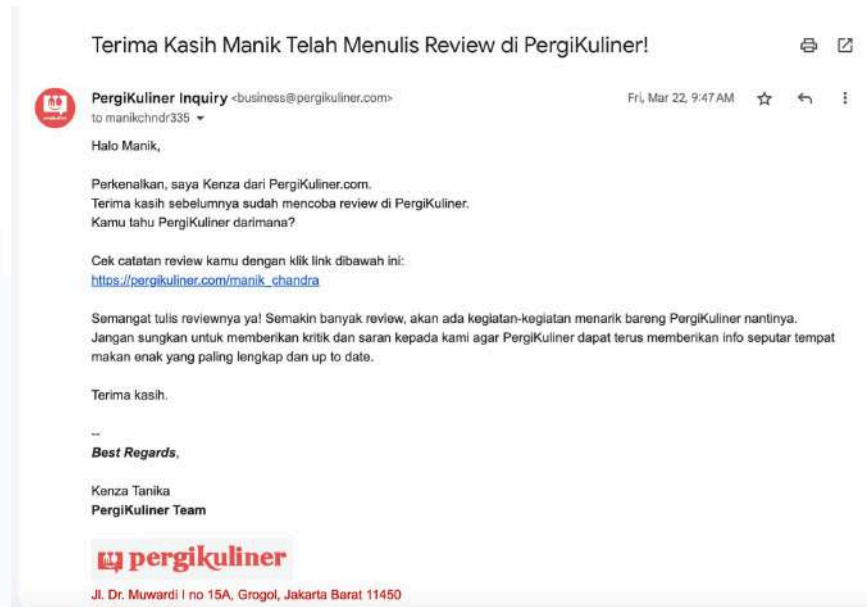 Terima Kasih Manik Telah Menulis Review di PergiKuliner!
PergiKuliner Inquiry <business@pergikuliner.com>
Fri, Mar 22, 9:47 AM
to manikchndr335
Halo Manik,
Perkenalkan, saya Kenza dari PergiKuliner.com.
Terima kasih sebelumnya sudah mencoba review di PergiKuliner.
Kamu tahu PergiKuliner darimana?
Cek catatan review kamu dengan klik link dibawah ini:
https://pergikuliner.com/manik_chandra
Semangat tulis reviewnya ya! Semakin banyak review, akan ada kegiatan-kegiatan menarik bareng PergiKuliner nantinya.
Jangan sungkan untuk memberikan kritik dan saran kepada kami agar PergiKuliner dapat terus memberikan info seputar tempat
makan enak yang paling lengkap dan up to date.
Terima kasih.
--
Best Regards,
Kenza Tanika
PergiKuliner Team
pergikuliner
Jl. Dr. Muwardi I no 15A, Grogol, Jakarta Barat 11450